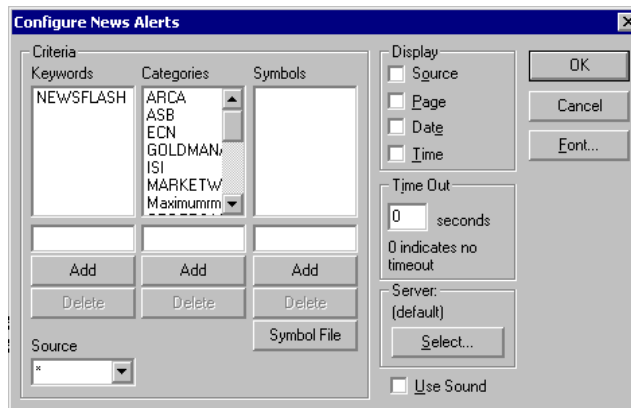 Configure News Alerts
Criteria
Keywords
Categories
Symbols
NEWSFLASH
ARCA
ASB
ECN
GOLDMAN
ISI
MARKETW
Maximumrm
Add
Add
Add
Delete
Delete
Delete
Symbol File
Source
*
Display
Source
Page
Date
Time
Time Out
0 seconds
0 indicates no
timeout
Server:
(default)
Select...
Use Sound
OK
Cancel
Font...